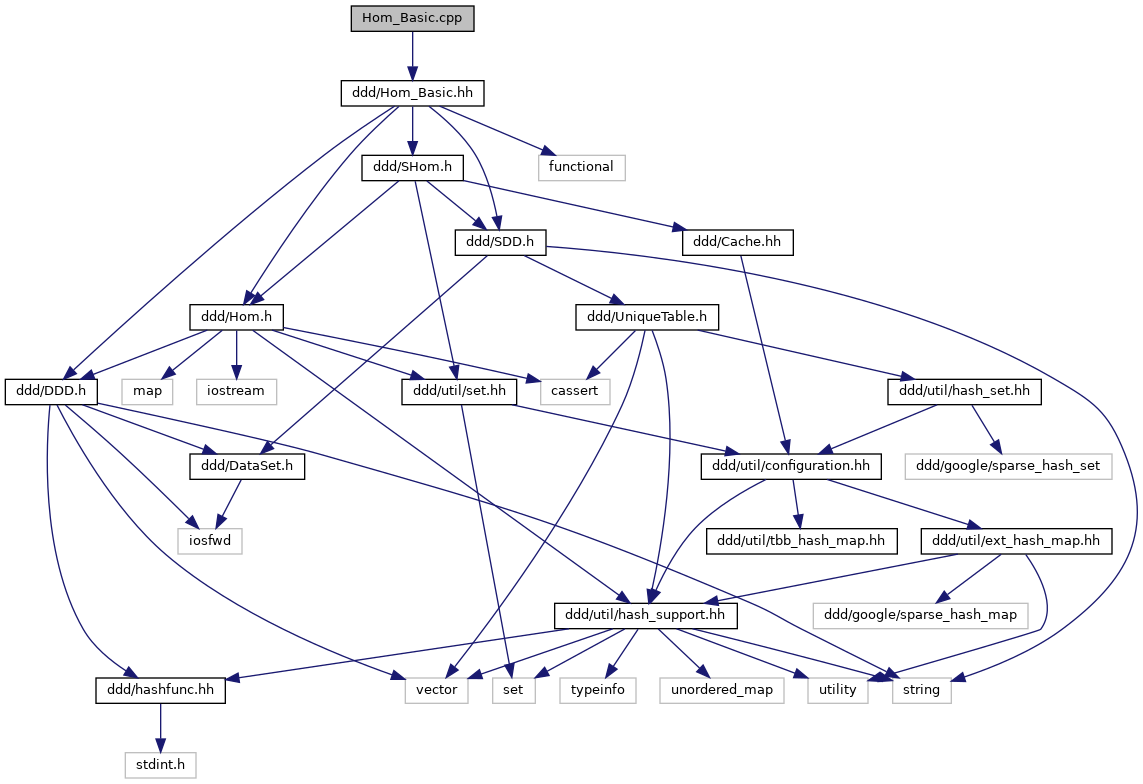 Hom_Basic.cpp
ddd/Hom_Basic.hh
ddd/SHom.h
functional
ddd/SDD.h
ddd/Cache.hh
ddd/Hom.h
ddd/UniqueTable.h
ddd/DDD.h
map
iostream
ddd/util/set.hh
cassert
ddd/util/hash_set.hh
ddd/DataSet.h
ddd/util/configuration.hh
ddd/google/sparse_hash_set
iosfwd
ddd/util/tbb_hash_map.hh
ddd/util/ext_hash_map.hh
ddd/util/hash_support.hh
ddd/google/sparse_hash_map
ddd/hashfunc.hh
vector
set
typeinfo
unordered_map
utility
string
stdint.h